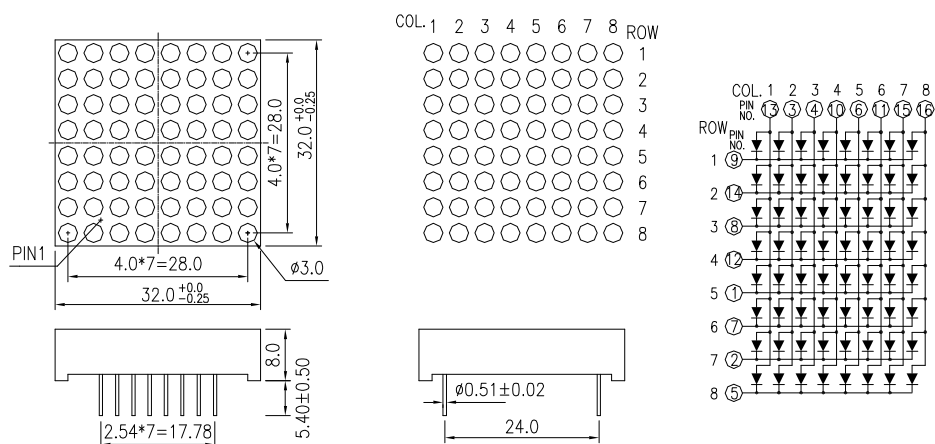 COL. 1 2 3 4 5 6 7 8
ROW
1
2
3
4
5
6
7
8
4.0*7=28.0
32.0 +0.0 -0.25
PIN1
4.0*7=28.0
ø3.0
32.0 +0.0 -0.25
COL. 1 2 3 4 5 6 7 8
PIN NO. 13 3 4 10 6 11 15 16
ROW PIN NO.
1 9
2 14
3 8
4 12
5 1
6 7
7 2
8 5
8.0
5.40±0.50
2.54*7=17.78
ø0.51±0.02
24.0